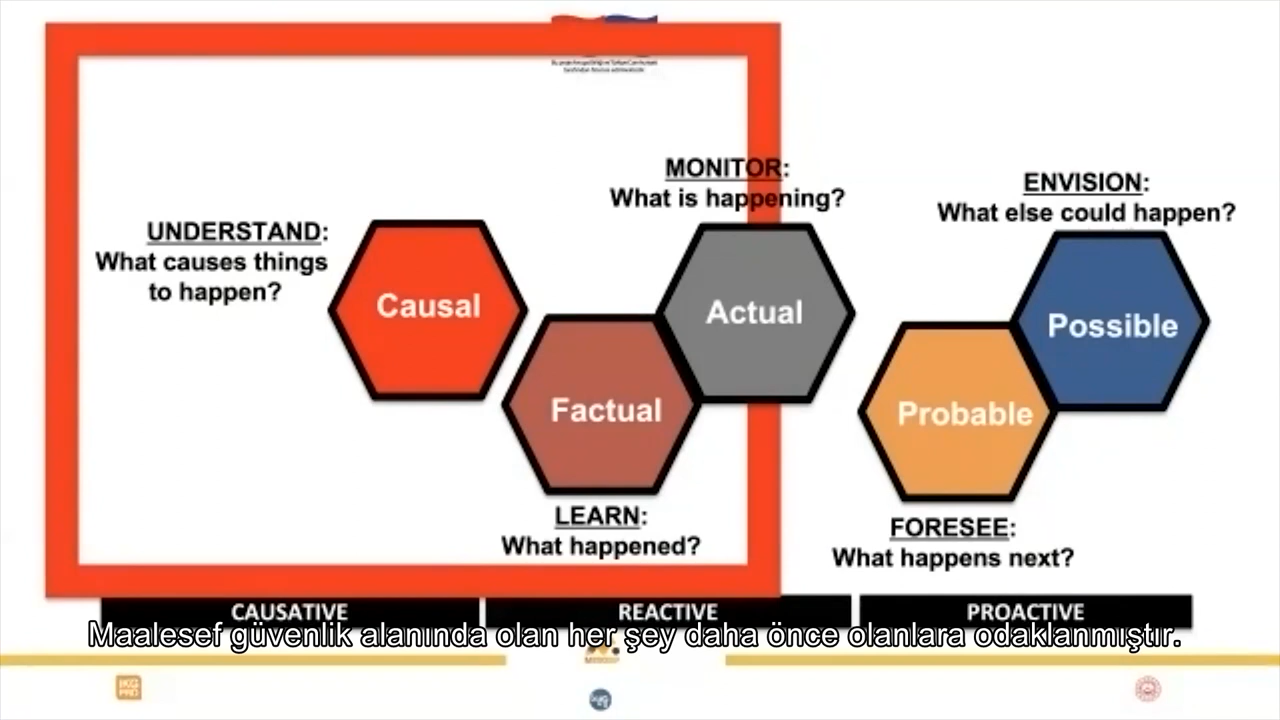 MONITOR:
What is happening?
ENVISION:
What else could happen?
UNDERSTAND:
What causes things
to happen?
Causal
Actual
Possible
Factual
Probable
LEARN:
What happened?
FORESEE:
What happens next?
CAUSATIVE
REACTIVE
PROACTIVE
Maalesef güvenlik alanında olan her şey daha önce olanlara odaklanmıştır.
IKG
PRO